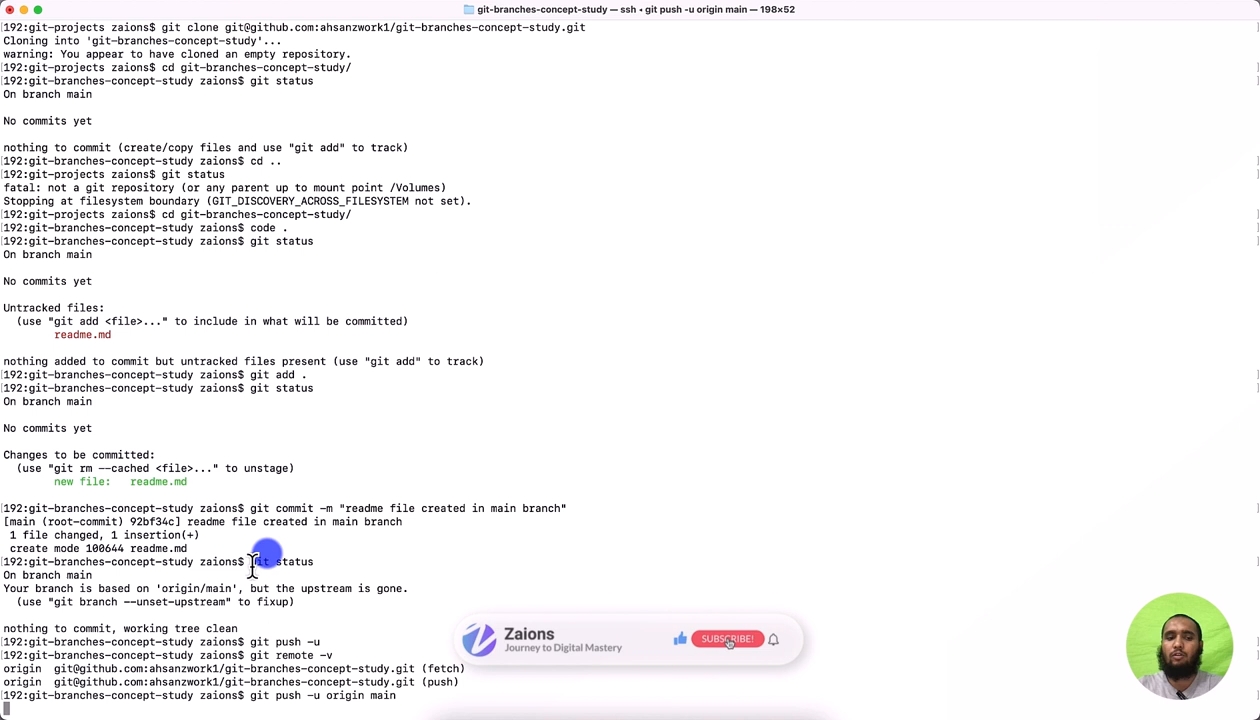 git-branches-concept-study — ssh • git push -u origin main — 198×52
[192:git-projects zaions$ git clone git@github.com:ahsanzwork1/git-branches-concept-study.git
Cloning into 'git-branches-concept-study'...
warning: You appear to have cloned an empty repository.
[192:git-projects zaions$ cd git-branches-concept-study/
[192:git-branches-concept-study zaions$ git status
On branch main
No commits yet
nothing to commit (create/copy files and use "git add" to track)
[192:git-branches-concept-study zaions$ cd ..
[192:git-projects zaions$ git status
fatal: not a git repository (or any parent up to mount point /Volumes)
Stopping at filesystem boundary (GIT_DISCOVERY_ACROSS_FILESYSTEM not set).
[192:git-projects zaions$ cd git-branches-concept-study/
[192:git-branches-concept-study zaions$ code .
[192:git-branches-concept-study zaions$ git status
On branch main
No commits yet
Untracked files:
(use "git add <file>..." to include in what will be committed)
readme.md
nothing added to commit but untracked files present (use "git add" to track)
[192:git-branches-concept-study zaions$ git add .
[192:git-branches-concept-study zaions$ git status
On branch main
No commits yet
Changes to be committed:
(use "git rm --cached <file>..." to unstage)
new file:   readme.md
[192:git-branches-concept-study zaions$ git commit -m "readme file created in main branch"
[main (root-commit) 92bf34c] readme file created in main branch
1 file changed, 1 insertion(+)
create mode 100644 readme.md
[192:git-branches-concept-study zaions$ git status
On branch main
Your branch is based on 'origin/main', but the upstream is gone.
(use "git branch --unset-upstream" to fixup)
nothing to commit, working tree clean
[192:git-branches-concept-study zaions$ git push -u
[192:git-branches-concept-study zaions$ git remote -v
origin  git@github.com:ahsanzwork1/git-branches-concept-study.git (fetch)
origin  git@github.com:ahsanzwork1/git-branches-concept-study.git (push)
[192:git-branches-concept-study zaions$ git push -u origin main
Zaions
Journey to Digital Mastery
SUBSCRIBE!